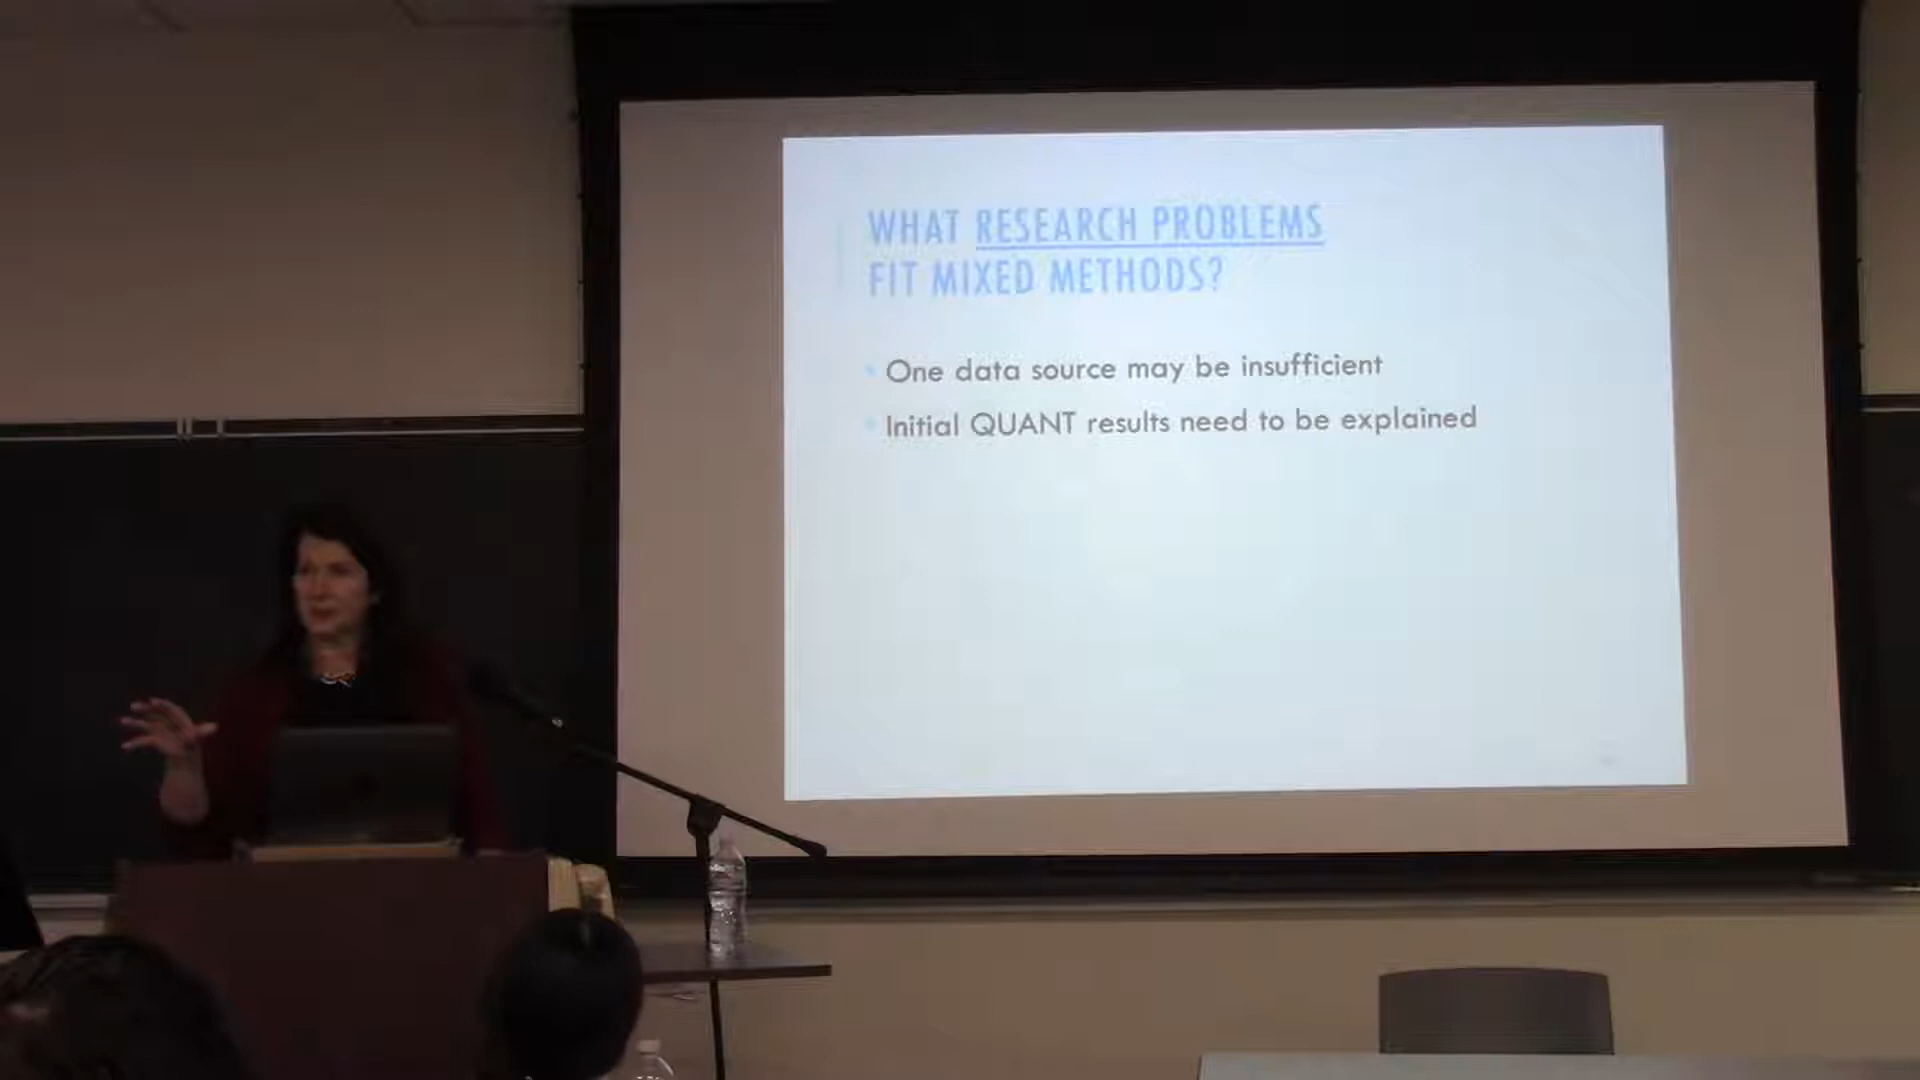 WHAT RESEARCH PROBLEMS
FIT MIXED METHODS?
One data source may be insufficient
Initial QUANT results need to be explained